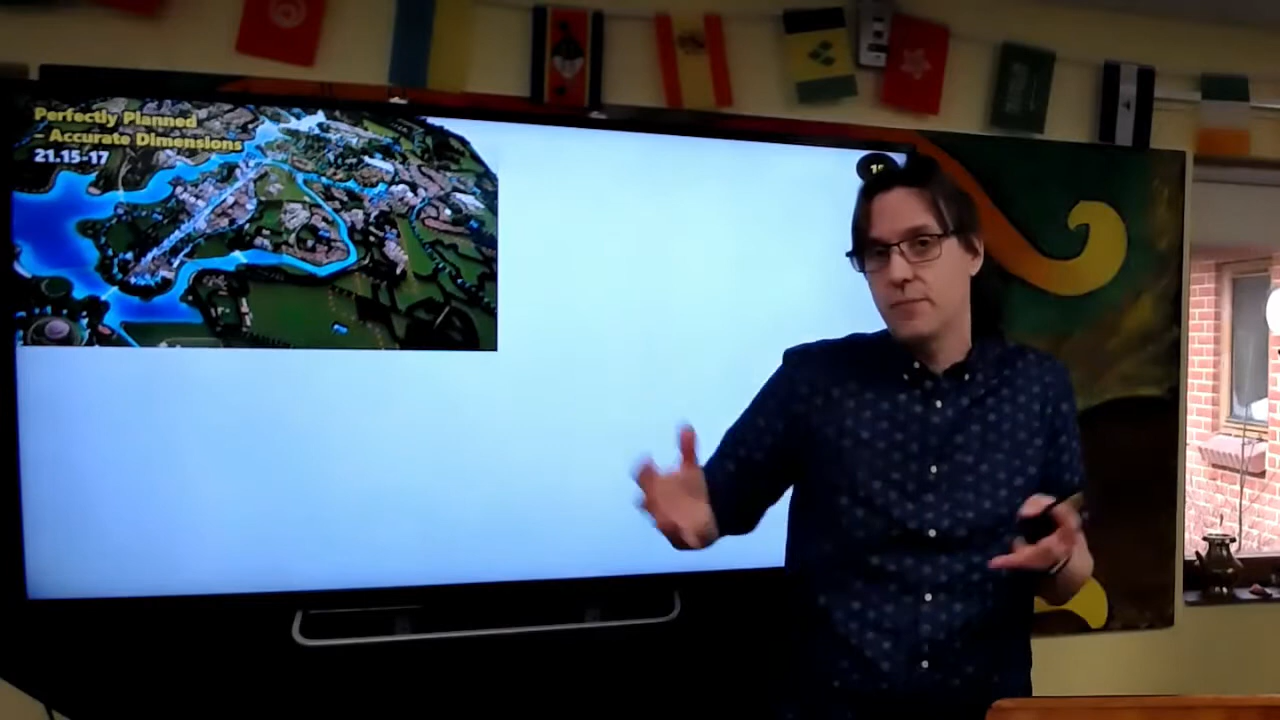 Perfectly Planned
– Accurate Dimensions
21.15-17